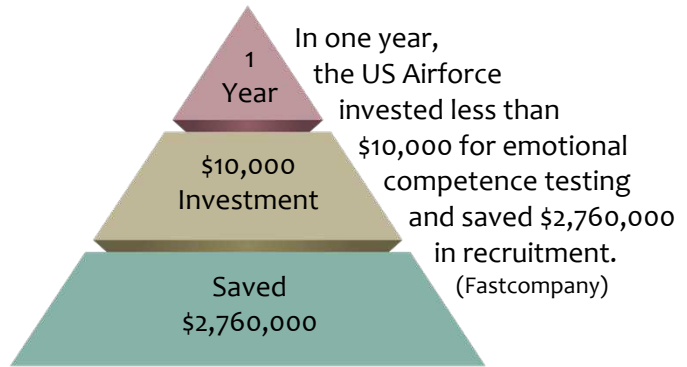 1
Year
$10,000
Investment
Saved
$2,760,000
In one year,
the US Airforce
invested less than
$10,000 for emotional
competence testing
and saved $2,760,000
in recruitment.
(Fastcompany)